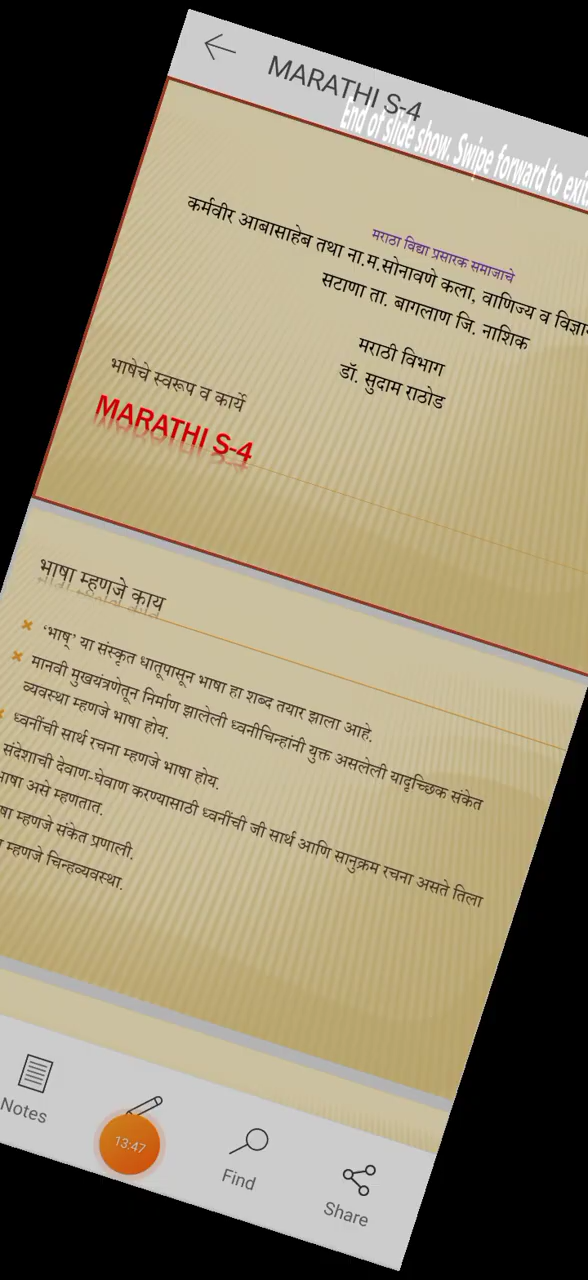 MARATHI S-4
End of slide show. Swipe forward to exit.
मराठा विद्या प्रसारक समाजाचे
कर्मवीर आबासाहेब तथा ना.म.सोनावणे कला, वाणिज्य व
सटाणा ता. बागलाण जि. नाशिक
मराठी विभाग
डॉ. सुदाम राठोड
भाषेचे स्वरूप व कार्ये
MARATHI S-4
भाषा म्हणजे काय
‘भाष्’ या संस्कृत धातूपासून भाषा हा शब्द तयार झाला आहे.
मानवी मुखयंत्रणेतून निर्माण झालेली ध्वनीचिन्हांनी युक्त असलेली यादृच्छिक संकेत
व्यवस्था म्हणजे भाषा होय.
ध्वनींची सार्थ रचना म्हणजे भाषा होय.
संदेशाची देवाण-घेवाण करण्यासाठी ध्वनींची जी सार्थ आणि सानुक्रम रचना असते तिला
भाषा असे म्हणतात.
म्हणजे संकेत प्रणाली.
म्हणजे चिन्हव्यवस्था.
Notes
13:47
Find
Share